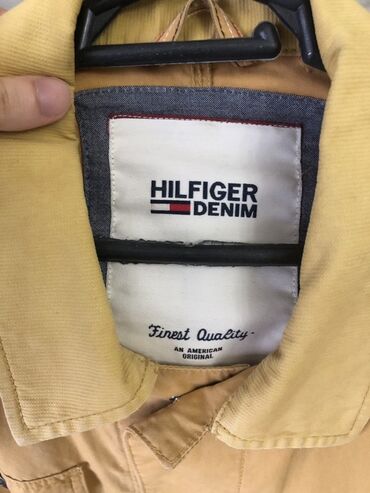 HILFIGER
DENIM
Finest Quality
AN AMERICAN
ORIGINAL